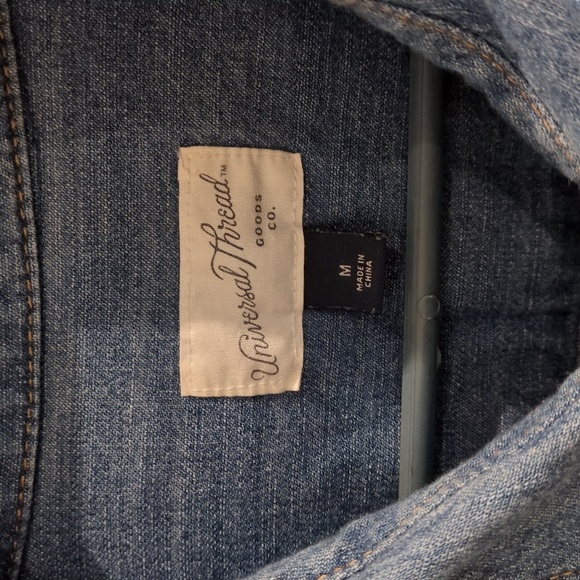 Universal Thread™
GOODS
CO.
M
MADE IN
CHINA